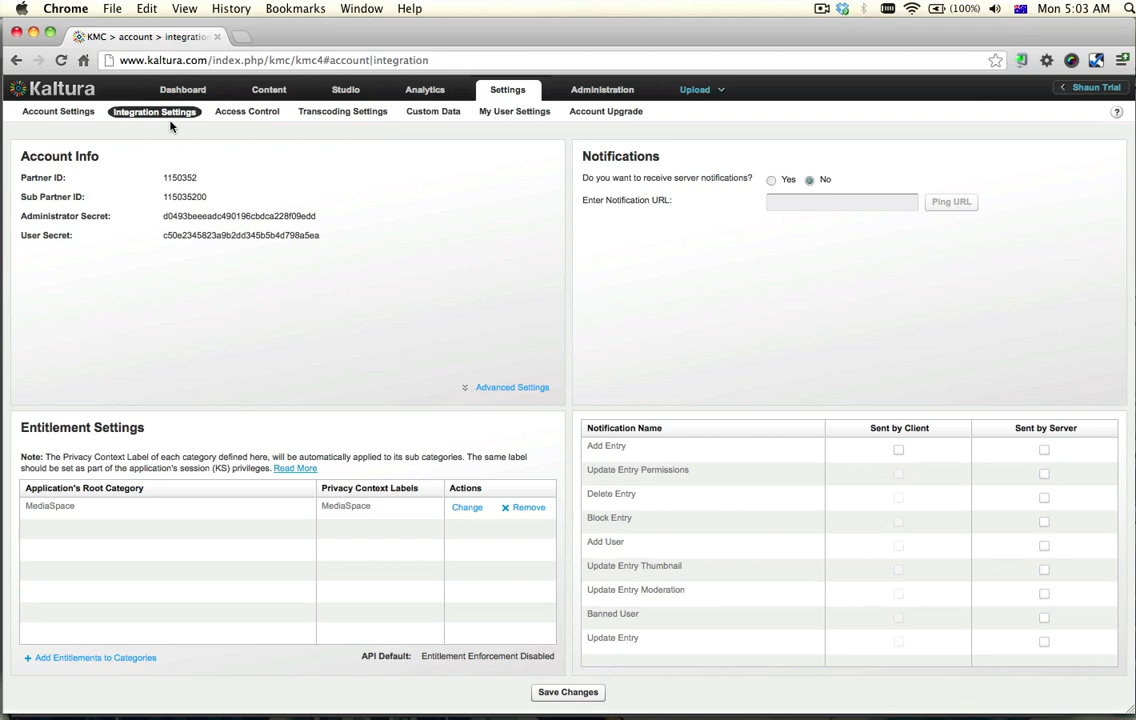 Chrome File Edit View History Bookmarks Window Help (100%) Mon 5:03 AM
KMC > account > integratio
www.kaltura.com/index.php/kmc/kmc4#account|integration
Kaltura Dashboard Content Studio Analytics Settings Administration Upload Shaun Trial
Account Settings Integration Settings Access Control Transcoding Settings Custom Data My User Settings Account Upgrade ?
Account Info
Partner ID: 1150352
Sub Partner ID: 115035200
Administrator Secret: d0493beeeadc490196cbdca228f09edd
User Secret: c50e2345823a9b2dd345b5b4d798a5ea
Advanced Settings
Notifications
Do you want to receive server notifications? Yes No
Enter Notification URL: Ping URL
Entitlement Settings
Note: The Privacy Context Label of each category defined here, will be automatically applied to its sub categories. The same label
should be set as part of the application's session (KS) privileges. Read More
Application's Root Category Privacy Context Labels Actions
MediaSpace MediaSpace Change Remove
+ Add Entitlements to Categories API Default: Entitlement Enforcement Disabled
Notification Name Sent by Client Sent by Server
Add Entry
Update Entry Permissions
Delete Entry
Block Entry
Add User
Update Entry Thumbnail
Update Entry Moderation
Banned User
Update Entry
Save Changes